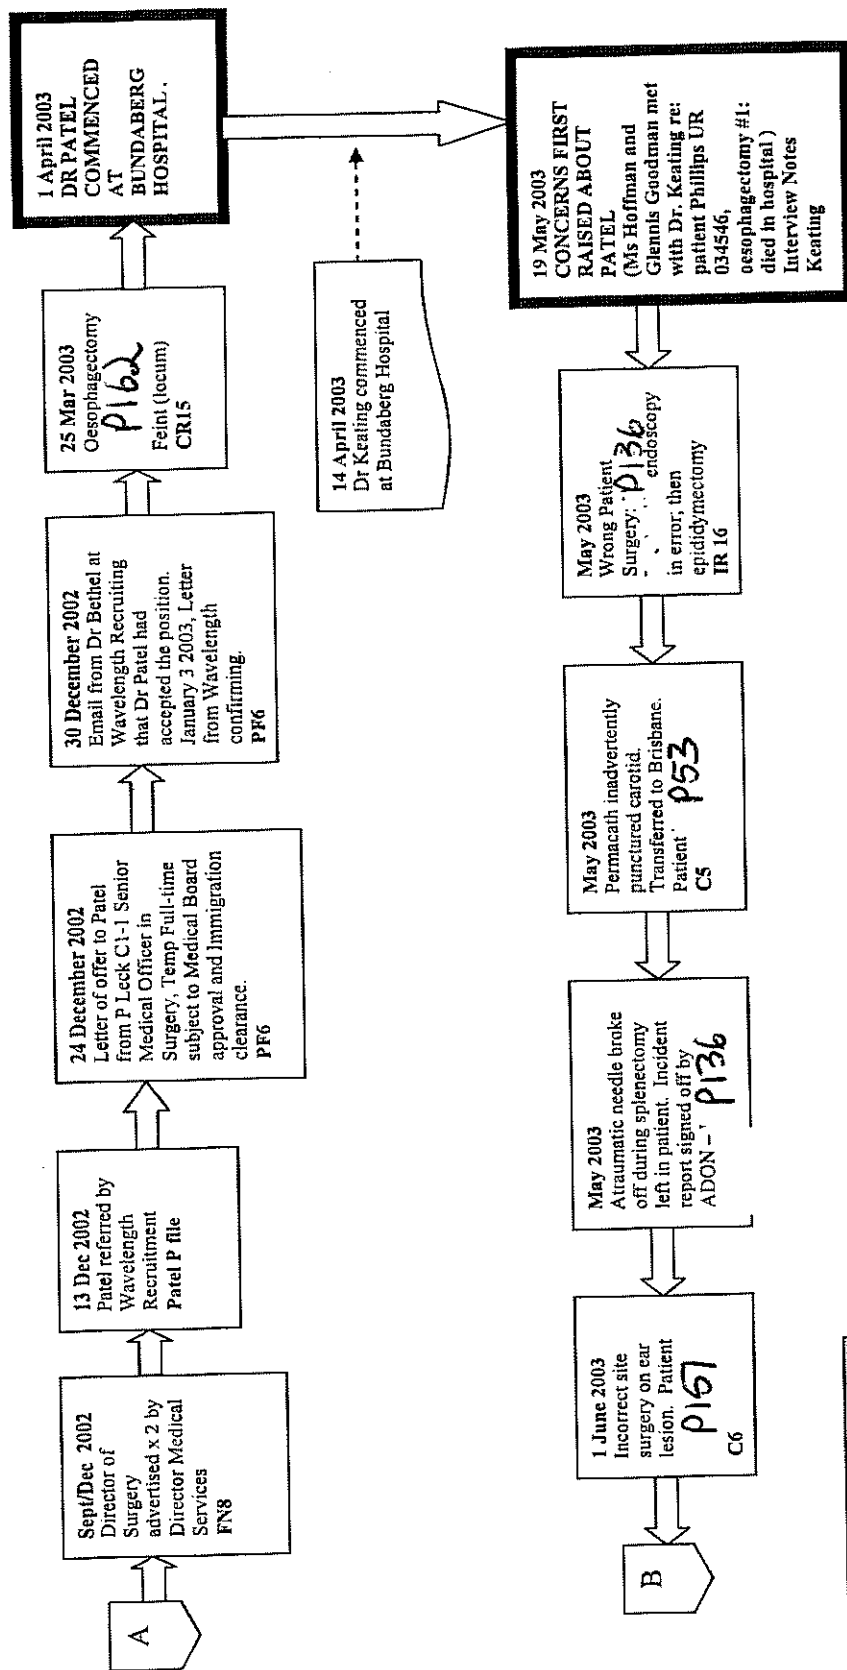 A
Sept/Dec 2002
Director of
Surgery
advertised x 2 by
Director Medical
Services
FN8
13 Dec 2002
Patel referred by
Wavelength
Recruitment
Patel P file
24 December 2002
Letter of offer to Patel
from P Leck C1-1 Senior
Medical Officer in
Surgery, Temp Full-time
subject to Medical Board
approval and Immigration
clearance.
PF6
30 December 2002
Email from Dr Bethel at
Wavelength Recruiting
that Dr Patel had
accepted the position.
January 3 2003, Letter
from Wavelength
confirming.
PF6
25 Mar 2003
Oesophagectomy
P162
Feint (locum)
CR15
1 April 2003
DR PATEL
COMMENCED
AT
BUNDABERG
HOSPITAL.
14 April 2003
Dr Keating commenced
at Bundaberg Hospital
19 May 2003
CONCERNS FIRST
RAISED ABOUT
PATEL
(Ms Hoffman and
Glennis Goodman met
with Dr. Keating re:
patient Phillips UR
034546,
oesophagectomy #1:
died in hospital)
Interview Notes
Keating
May 2003
Wrong Patient
Surgery: P136
endoscopy
in error; then
epididymectomy
IR 16
May 2003
Permacath inadvertently
punctured carotid.
Transferred to Brisbane.
Patient P53
C5
May 2003
Atraumatic needle broke
off during splenectomy
left in patient. Incident
report signed off by
ADON – P136
1 June 2003
Incorrect site
surgery on ear
lesion. Patient
P157
C6
B